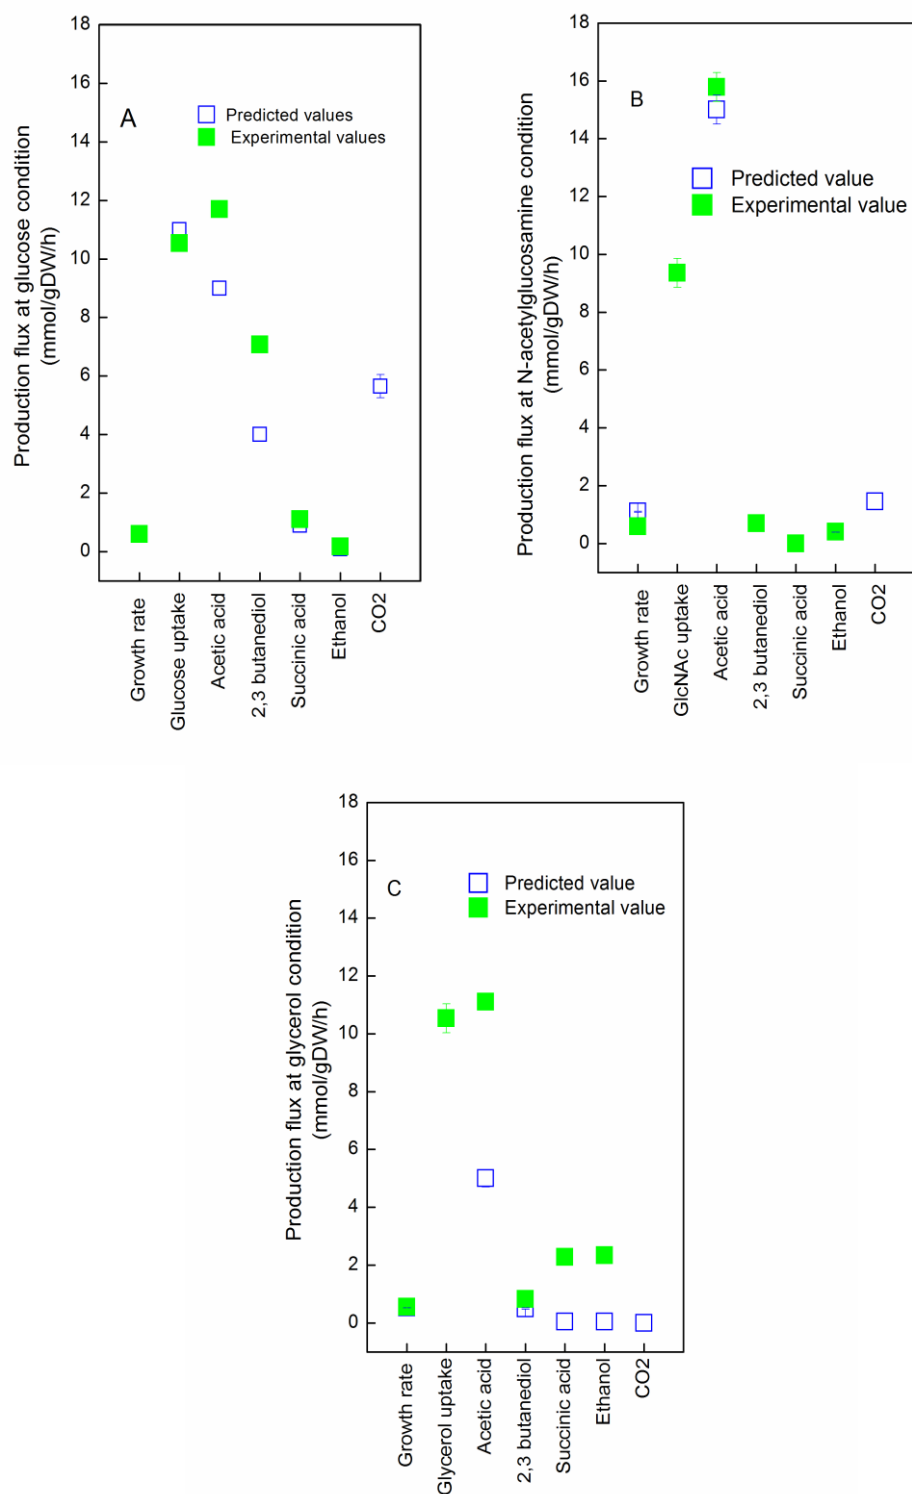 Production flux at glucose condition
(mmol/gDW/h)
18
16
14
12
10
8
6
4
2
0
A
Predicted values
Experimental values
Growth rate
Glucose uptake
Acetic acid
2,3 butanediol
Succinic acid
Ethanol
CO2
Production flux at N-acetylglucosamine condition
(mmol/gDW/h)
18
16
14
12
10
8
6
4
2
0
B
Predicted value
Experimental value
Growth rate
GlcNAc uptake
Acetic acid
2,3 butanediol
Succinic acid
Ethanol
CO2
Production flux at glycerol condition
(mmol/gDW/h)
18
16
14
12
10
8
6
4
2
0
C
Predicted value
Experimental value
Growth rate
Glycerol uptake
Acetic acid
2,3 butanediol
Succinic acid
Ethanol
CO2